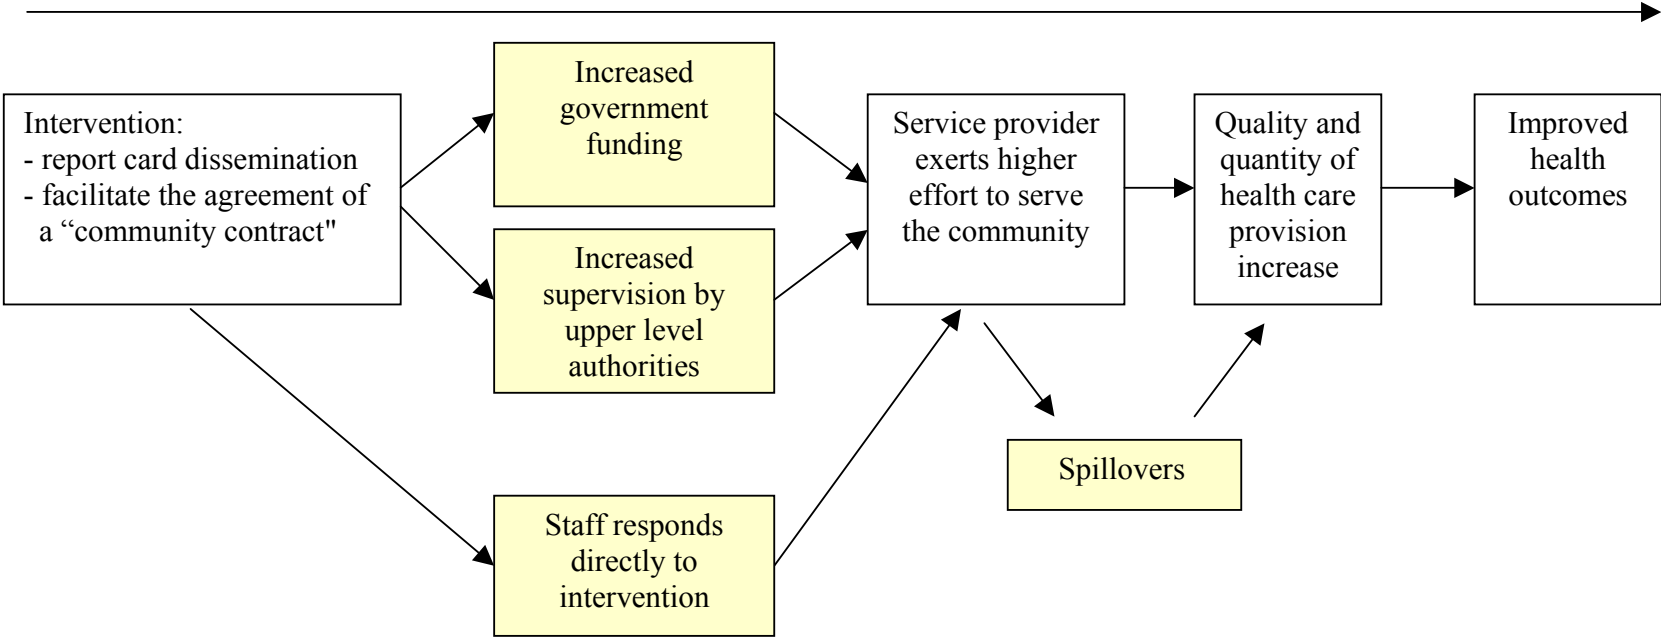 Intervention:
- report card dissemination
- facilitate the agreement of
a “community contract"
Increased
government
funding
Increased
supervision by
upper level
authorities
Staff responds
directly to
intervention
Service provider
exerts higher
effort to serve
the community
Spillovers
Quality and
quantity of
health care
provision
increase
Improved
health
outcomes